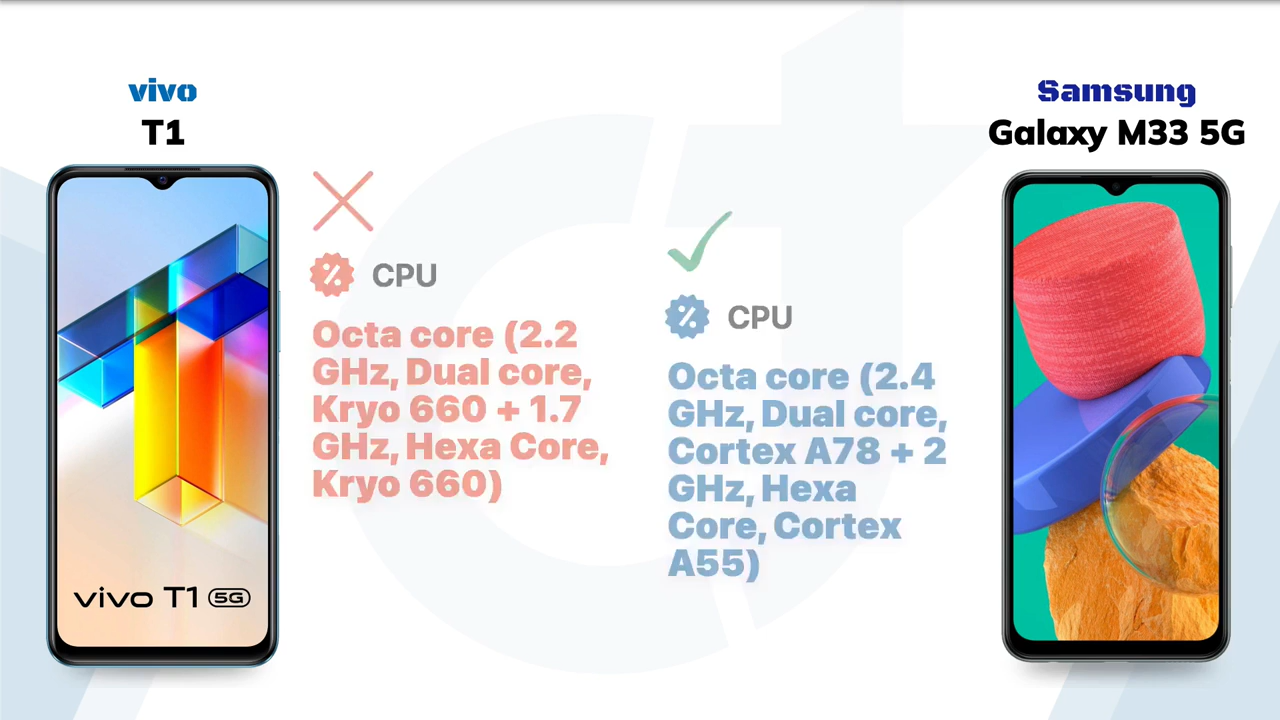 vivo
T1
vivo T1 5G
CPU
Octa core (2.2
GHz, Dual core,
Kryo 660 + 1.7
GHz, Hexa Core,
Kryo 660)
CPU
Octa core (2.4
GHz, Dual core,
Cortex A78 + 2
GHz, Hexa
Core, Cortex
A55)
Samsung
Galaxy M33 5G